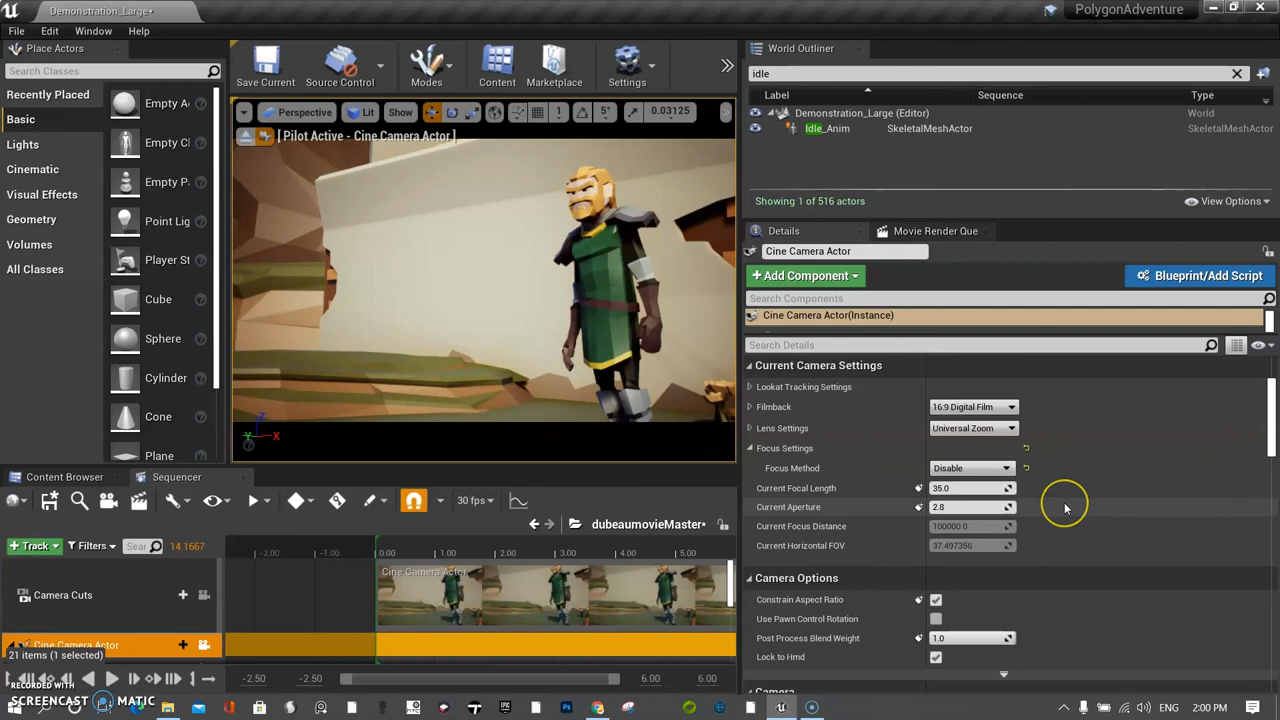 Demonstration_Large*
PolygonAdventure
File Edit Window Help
Place Actors
Search Classes
Recently Placed
Basic
Lights
Cinematic
Visual Effects
Geometry
Volumes
All Classes
Empty
Empty
Empty
Point
Player
Cube
Sphere
Cylinder
Cone
Plane
Save Current Source Control Modes Content Marketplace Settings
Perspective Lit Show 1 5° 0.03125
[ Pilot Active - Cine Camera Actor ]
Z
Y X
World Outliner
idle
Label Sequence Type
Demonstration_Large (Editor) World
Idle_Anim SkeletalMeshActor SkeletalMeshActor
Showing 1 of 516 actors View Options
Details Movie Render Que
Cine Camera Actor
+ Add Component Blueprint/Add Script
Search Components
Cine Camera Actor(Instance)
Search Details
Current Camera Settings
Lookat Tracking Settings
Filmback 16:9 Digital Film
Lens Settings Universal Zoom
Focus Settings
Focus Method Disable
Current Focal Length 35.0
Current Aperture 2.8
Current Focus Distance 100000.0
Current Horizontal FOV 37.497356
Camera Options
Constrain Aspect Ratio
Use Pawn Control Rotation
Post Process Blend Weight 1.0
Lock to Hmd
Camera
Content Browser Sequencer
30 fps
dubeaumovieMaster*
+ Track Filters Sear 14.1667
-2.00 -1.00 0.00 1.00 2.00 3.00 4.00 5.00
Camera Cuts
Cine Camera Actor
Cine Camera Actor
21 items (1 selected)
-2.50 -2.50 6.00 6.00
RECORDED WITH
SCREENCAST MATIC
ENG 2:00 PM